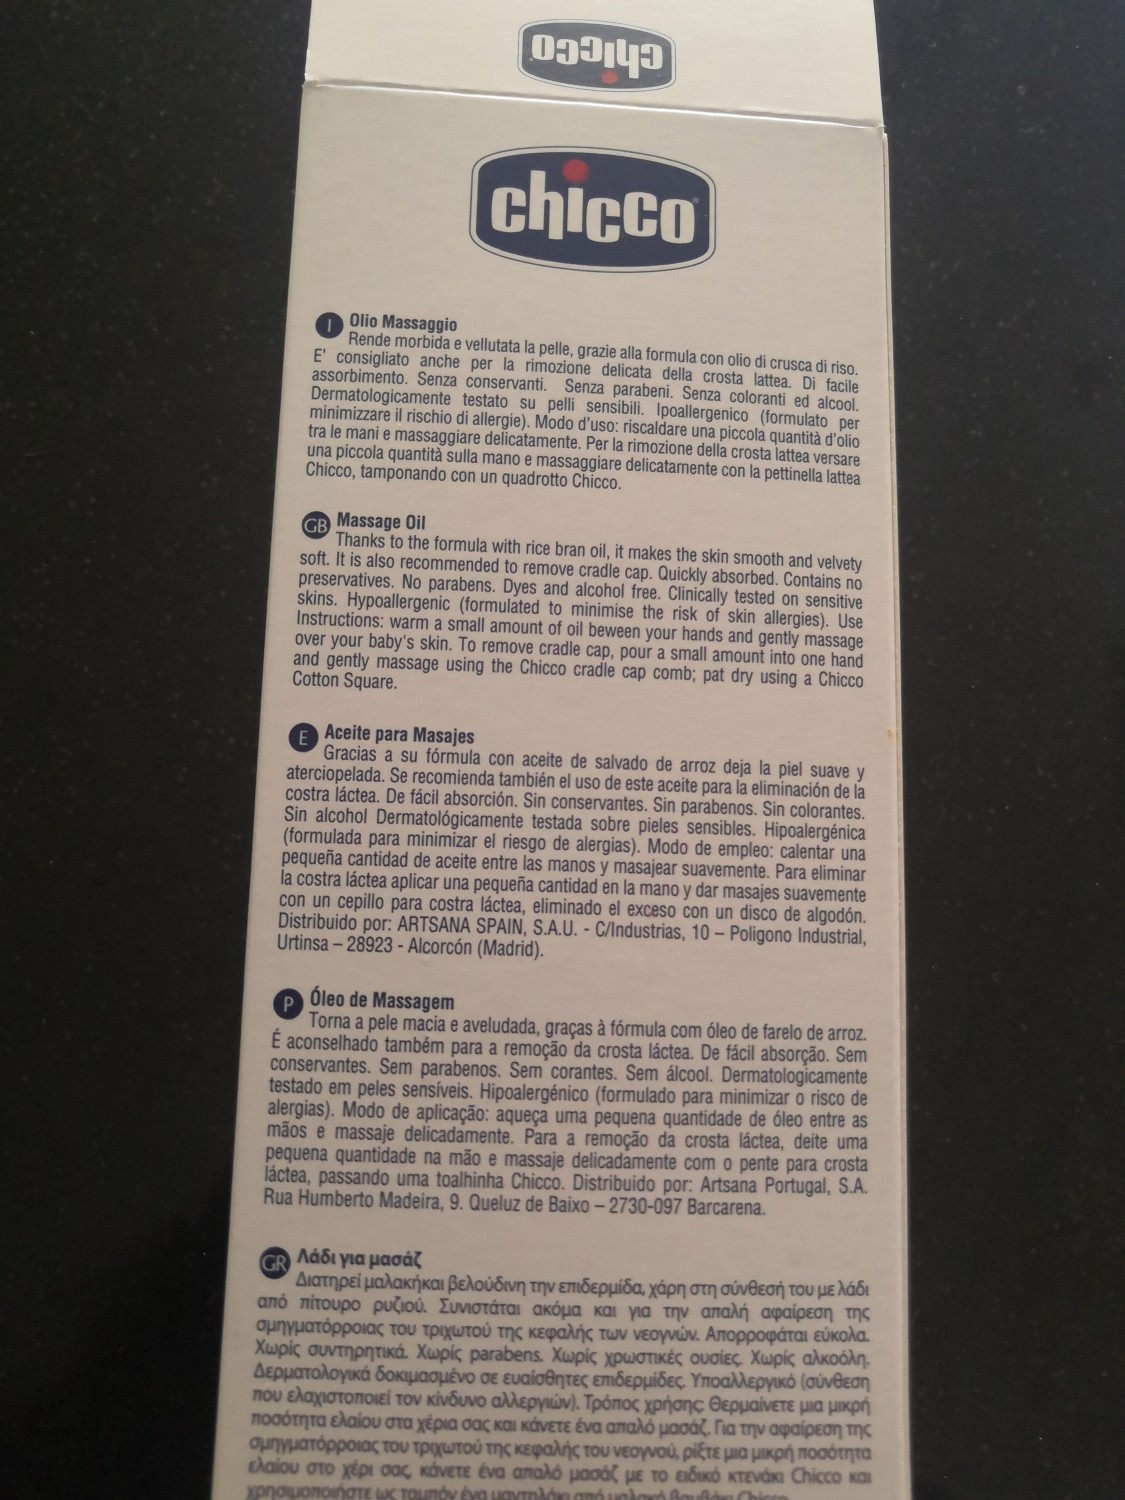 chicco
chicco
I Olio Massaggio
Rende morbida e vellutata la pelle, grazie alla formula con olio di crusca di riso.
E' consigliato anche per la rimozione delicata della crosta lattea. Di facile
assorbimento. Senza conservanti. Senza parabeni. Senza coloranti ed alcool.
Dermatologicamente testato su pelli sensibili. Ipoallergenico (formulato per
minimizzare il rischio di allergie). Modo d'uso: riscaldare una piccola quantità d'olio
tra le mani e massaggiare delicatamente. Per la rimozione della crosta lattea versare
una piccola quantità sulla mano e massaggiare delicatamente con la pettinella lattea
Chicco, tamponando con un quadrotto Chicco.
GB Massage Oil
Thanks to the formula with rice bran oil, it makes the skin smooth and velvety
soft. It is also recommended to remove cradle cap. Quickly absorbed. Contains no
preservatives. No parabens. Dyes and alcohol free. Clinically tested on sensitive
skins. Hypoallergenic (formulated to minimise the risk of skin allergies). Use
Instructions: warm a small amount of oil beween your hands and gently massage
over your baby's skin. To remove cradle cap, pour a small amount into one hand
and gently massage using the Chicco cradle cap comb; pat dry using a Chicco
Cotton Square.
E Aceite para Masajes
Gracias a su fórmula con aceite de salvado de arroz deja la piel suave y
aterciopelada. Se recomienda también el uso de este aceite para la eliminación de la
costra láctea. De fácil absorción. Sin conservantes. Sin parabenos. Sin colorantes.
Sin alcohol Dermatológicamente testada sobre pieles sensibles. Hipoalergénica
(formulada para minimizar el riesgo de alergias). Modo de empleo: calentar una
pequeña cantidad de aceite entre las manos y masajear suavemente. Para eliminar
la costra láctea aplicar una pequeña cantidad en la mano y dar masajes suavemente
con un cepillo para costra láctea, eliminado el exceso con un disco de algodón.
Distribuido por: ARTSANA SPAIN, S.A.U. - C/Industrias, 10 – Poligono Industrial,
Urtinsa – 28923 - Alcorcón (Madrid).
P Óleo de Massagem
Torna a pele macia e aveludada, graças à fórmula com óleo de farelo de arroz.
É aconselhado também para a remoção da crosta láctea. De fácil absorção. Sem
conservantes. Sem parabenos. Sem corantes. Sem álcool. Dermatologicamente
testado em peles sensíveis. Hipoalergénico (formulado para minimizar o risco de
alergias). Modo de aplicação: aqueça uma pequena quantidade de óleo entre as
mãos e massaje delicadamente. Para a remoção da crosta láctea, deite uma
pequena quantidade na mão e massaje delicadamente com o pente para crosta
láctea, passando uma toalhinha Chicco. Distribuido por: Artsana Portugal, S.A.
Rua Humberto Madeira, 9. Queluz de Baixo – 2730-097 Barcarena.
GR Λάδι για μασάζ
Διατηρεί μαλακήκαι βελούδινη την επιδερμίδα, χάρη στη σύνθεσή του με λάδι
από πίτουρο ρυζιού. Συνιστάται ακόμα και για την απαλή αφαίρεση της
σμηγματόρροιας του τριχωτού της κεφαλής των νεογνών. Απορροφάται εύκολα.
Χωρίς συντηρητικά. Χωρίς parabens. Χωρίς χρωστικές ουσίες. Χωρίς αλκοόλη.
Δερματολογικά δοκιμασμένο σε ευαίσθητες επιδερμίδες. Υποαλλεργικό (σύνθεση
που ελαχιστοποιεί τον κίνδυνο αλλεργιών). Τρόπος χρήσης: Θερμαίνετε μια μικρή
ποσότητα ελαίου στα χέρια σας και κάνετε ένα απαλό μασάζ. Για την αφαίρεση της
σμηγματόρροιας του τριχωτού της κεφαλής του νεογνού, ρίξτε μια μικρή ποσότητα
ελαίου στο χέρι σας, κάνετε ένα απαλό μασάζ με το ειδικό κτενάκι Chicco και
χρησιμοποιήστε ως ταμπόν ένα μαντηλάκι από μαλακό βαμβάκι Chicco